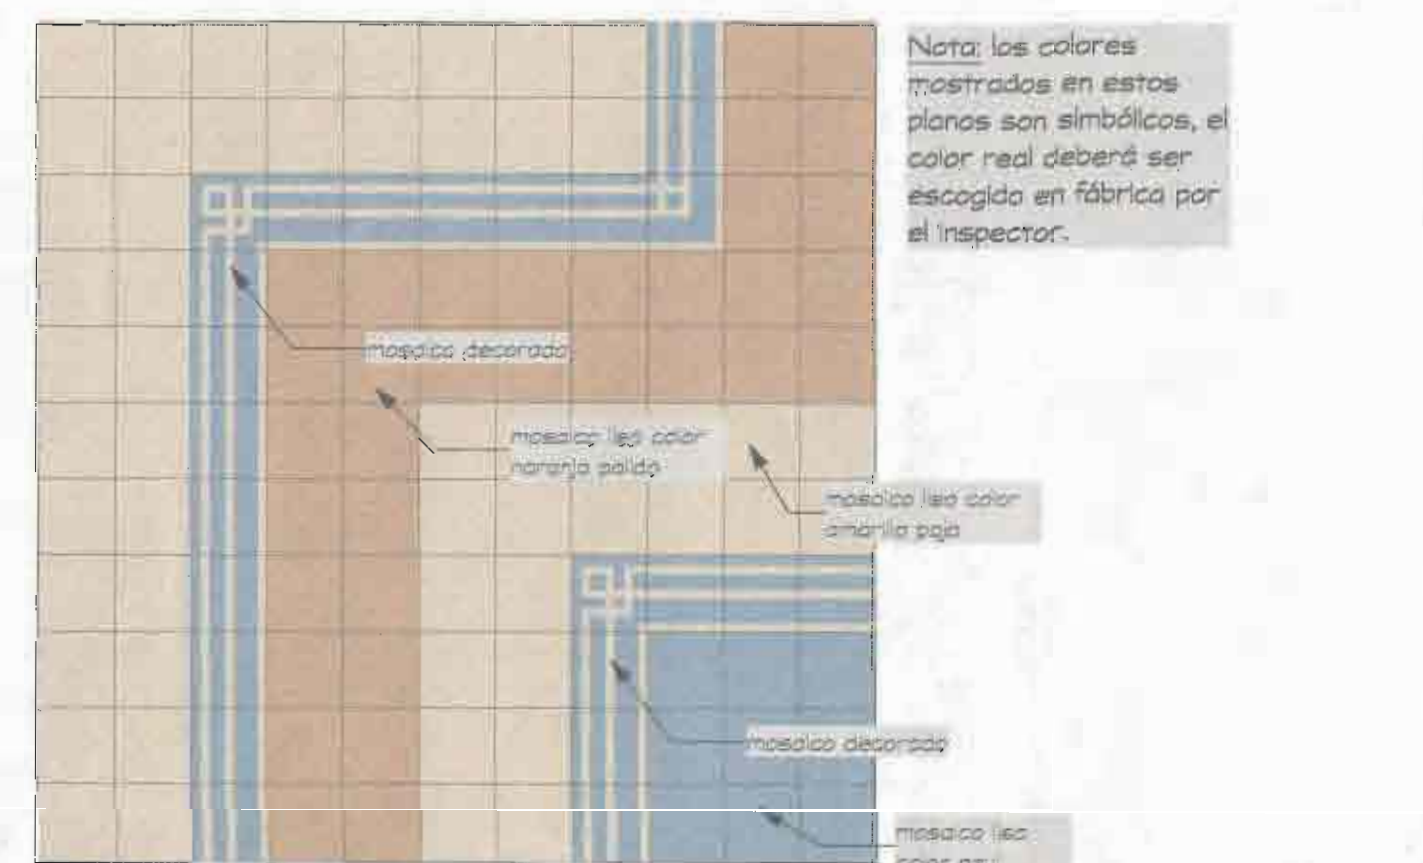 Nota: los colores
mostrados en estos
planos son simbólicos, el
color real deberá ser
escogido en fábrica por
el inspector.
mosaico decorado
mosaico liso color
naranja pálido
mosaico liso color
amarillo paja
mosaico decorado
mosaico liso
color